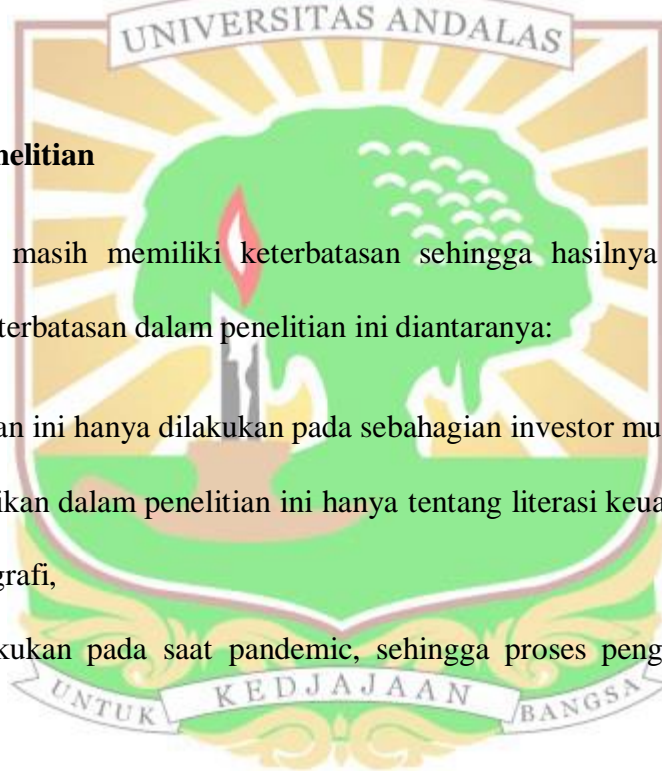 UNIVERSITAS ANDALAS
nelitian
masih memiliki keterbatasan sehingga hasilnya
terbatasan dalam penelitian ini diantaranya:
an ini hanya dilakukan pada sebahagian investor mu
ikan dalam penelitian ini hanya tentang literasi keua
grafi,
kukan pada saat pandemic, sehingga proses peng
UNTUK KEDJAJAAN BANGSA